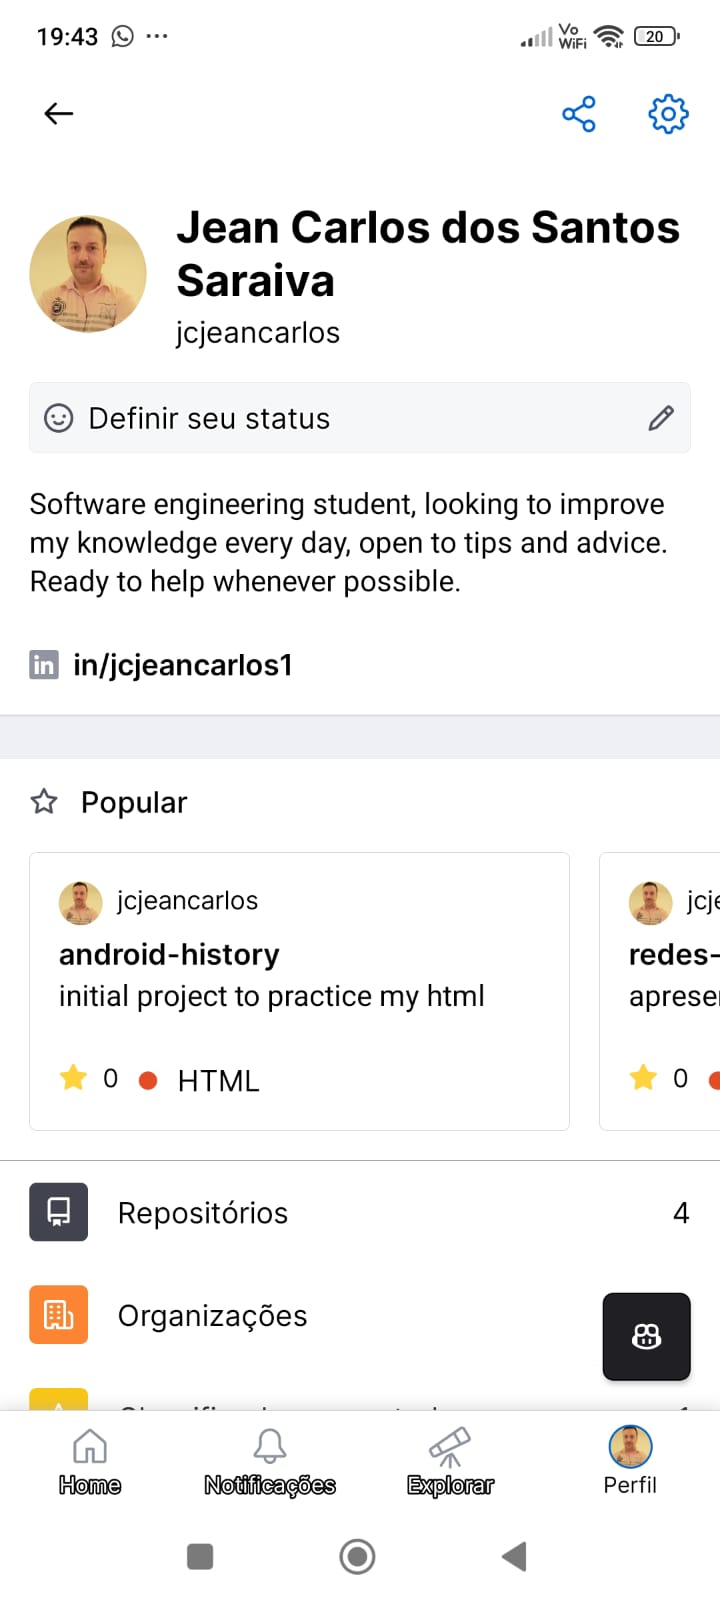 19:43
Vo
WiFi
20
Jean Carlos dos Santos
Saraiva
jcjeancarlos
Definir seu status
Software engineering student, looking to improve
my knowledge every day, open to tips and advice.
Ready to help whenever possible.
in/jcjeancarlos1
Popular
jcjeancarlos
android-history
initial project to practice my html
0
HTML
redes-
0
Repositórios
4
Organizações
Home
Notificações
Explorar
Perfil